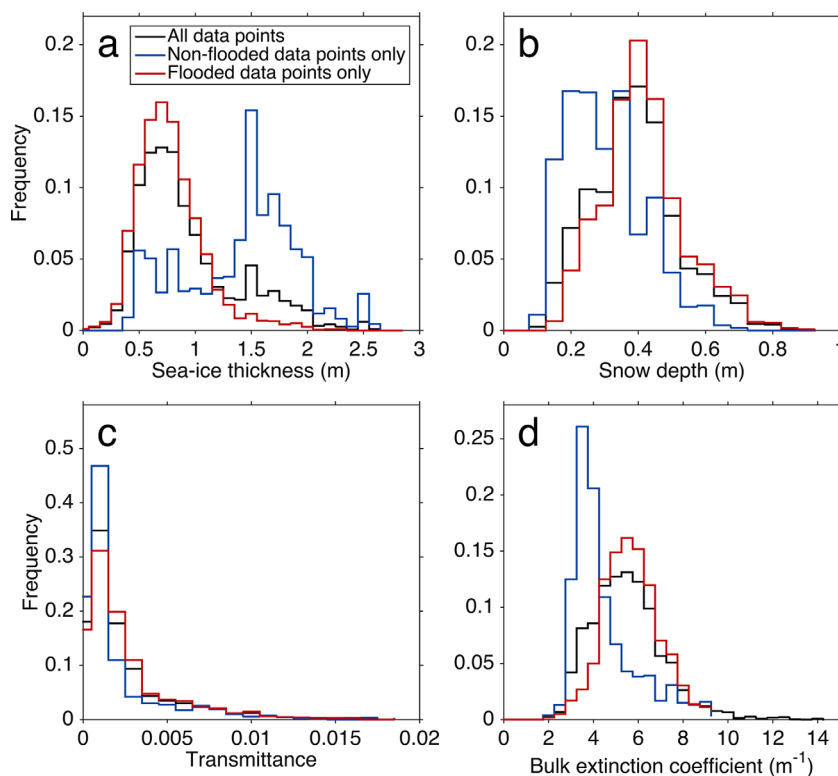 a
All data points
Non-flooded data points only
Flooded data points only
Frequency
0.2
0.15
0.1
0.05
0
0 0.5 1 1.5 2 2.5 3
Sea-ice thickness (m)
b
0.2
0.15
0.1
0.05
0
0 0.2 0.4 0.6 0.8 1
Snow depth (m)
c
Frequency
0.5
0.4
0.3
0.2
0.1
0
0 0.005 0.01 0.015 0.02
Transmittance
d
0.25
0.2
0.15
0.1
0.05
0
0 2 4 6 8 10 12 14
Bulk extinction coefficient (m⁻¹)